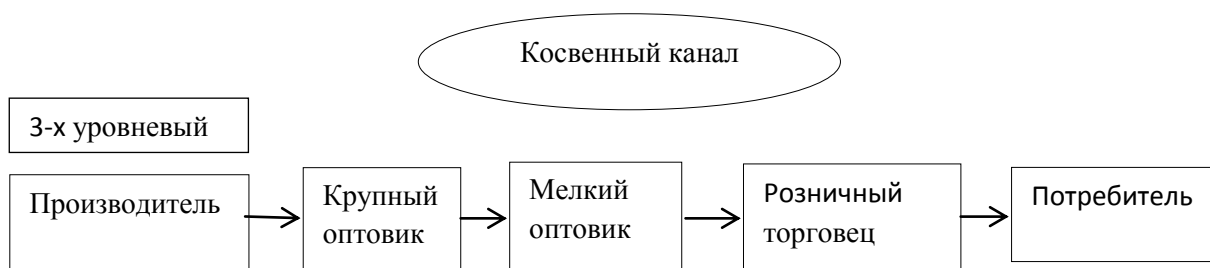 Косвенный канал
3-х уровневый
Производитель
Крупный
оптовик
Мелкий
оптовик
Розничный
торговец
Потребитель